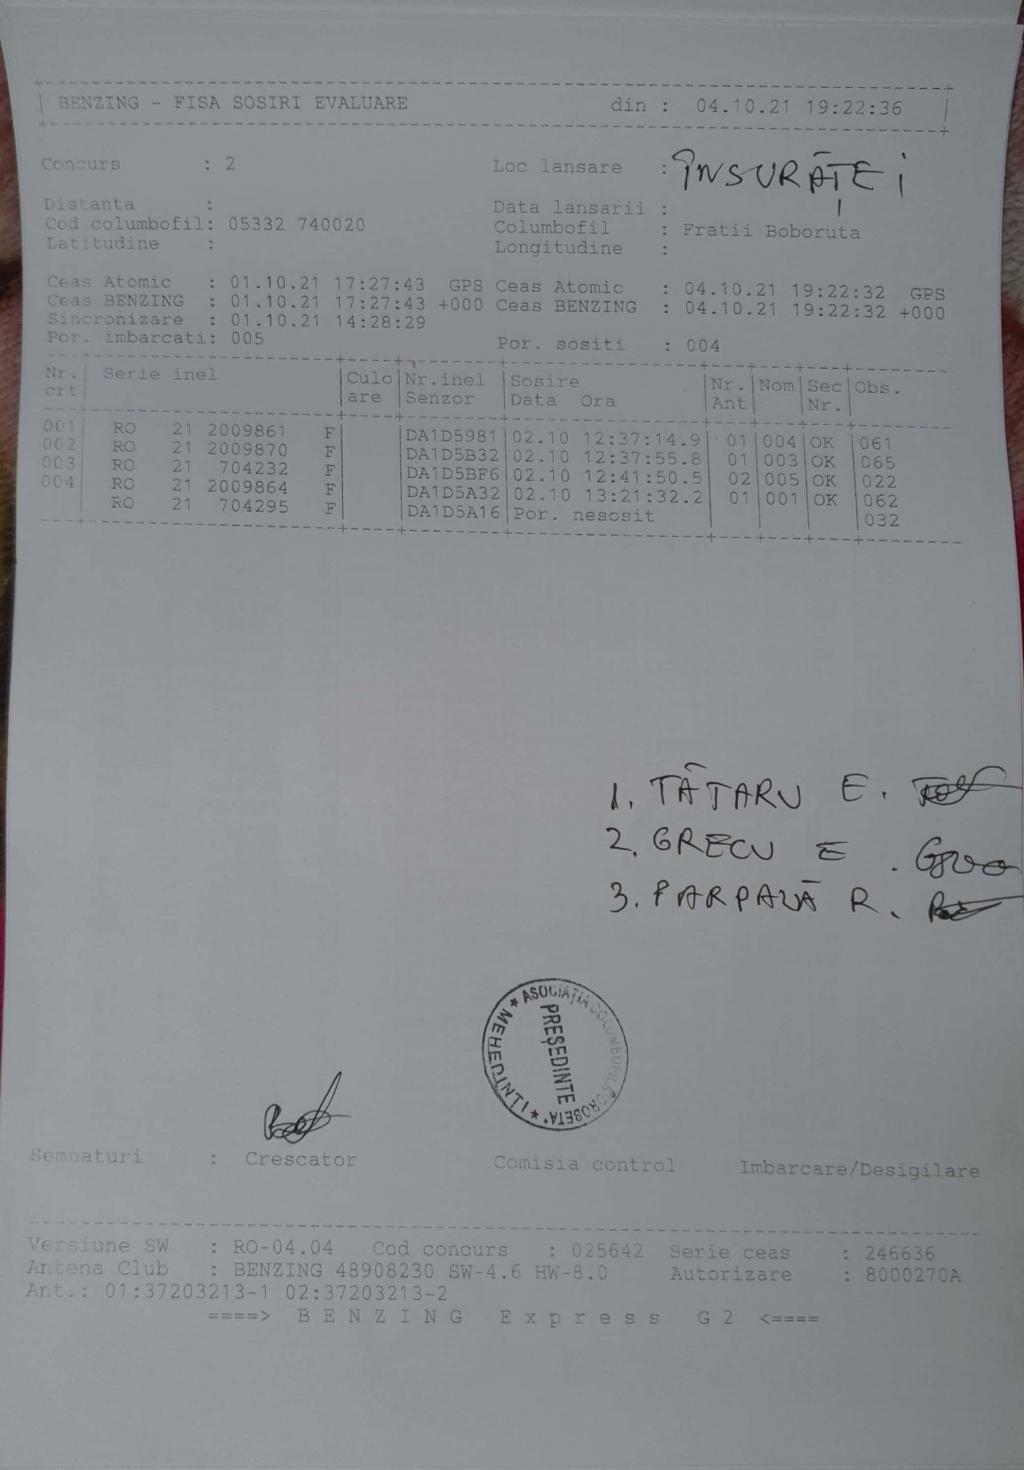 BENZING - FISA SOSIRI EVALUARE din : 04.10.21 19:22:36
Concurs : 2 Loc lansare : ÎNSURĂȚEI
Distanta : Data lansarii :
Cod columbofil: 05332 740020 Columbofil : Fratii Boboruta
Latitudine : Longitudine :
Ceas Atomic : 01.10.21 17:27:43 GPS Ceas Atomic : 04.10.21 19:22:32 GPS
Ceas BENZING : 01.10.21 17:27:43 +000 Ceas BENZING : 04.10.21 19:22:32 +000
Sincronizare : 01.10.21 14:28:29
Por. imbarcati: 005 Por. sositi : 004
Nr. Serie inel Culo Nr.inel Sosire Nr. Nom Sec Obs.
crt are Senzor Data Ora Ant Nr.
001 RO 21 2009861 F DA1D5981 02.10 12:37:14.9 01 004 OK 061
002 RO 21 2009870 F DA1D5B32 02.10 12:37:55.8 01 003 OK 065
003 RO 21 704232 F DA1D5BF6 02.10 12:41:50.5 02 005 OK 022
004 RO 21 2009864 F DA1D5A32 02.10 13:21:32.2 01 001 OK 062
RO 21 704295 F DA1D5A16 Por. nesosit 032
1. TĂTARU E.
2. GRECU E.
3. PARPALĂ R.
ASOCIAȚIA COLUMBOFILĂ "DROBETA" * MEHEDINȚI *
PREȘEDINTE
Semnaturi : Crescator Comisia control Imbarcare/Desigilare
Versiune SW : RO-04.04 Cod concurs : 025642 Serie ceas : 246636
Antena Club : BENZING 48908230 SW-4.6 HW-8.0 Autorizare : 8000270A
Ant.: 01:37203213-1 02:37203213-2
====> B E N Z I N G E x p r e s s G 2 <====